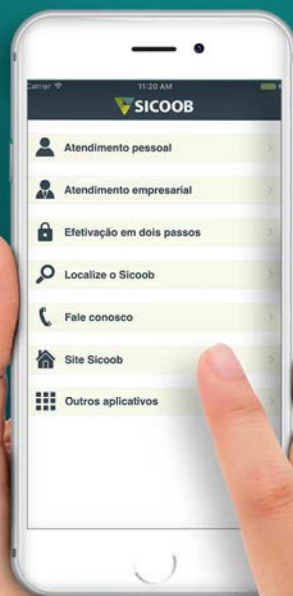 Carrier 11:20 AM
SICOOB
Atendimento pessoal
Atendimento empresarial
Efetivação em dois passos
Localize o Sicoob
Fale conosco
Site Sicoob
Outros aplicativos